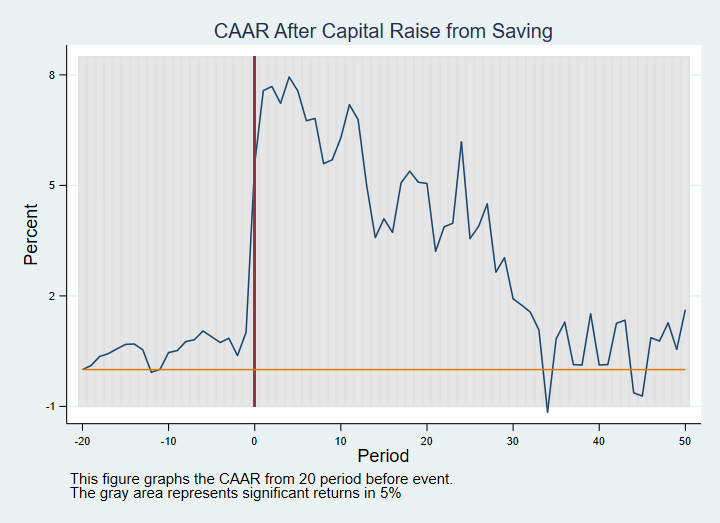 CAAR After Capital Raise from Saving
8
5
2
-1
Percent
-20 -10 0 10 20 30 40 50
Period
This figure graphs the CAAR from 20 period before event.
The gray area represents significant returns in 5%